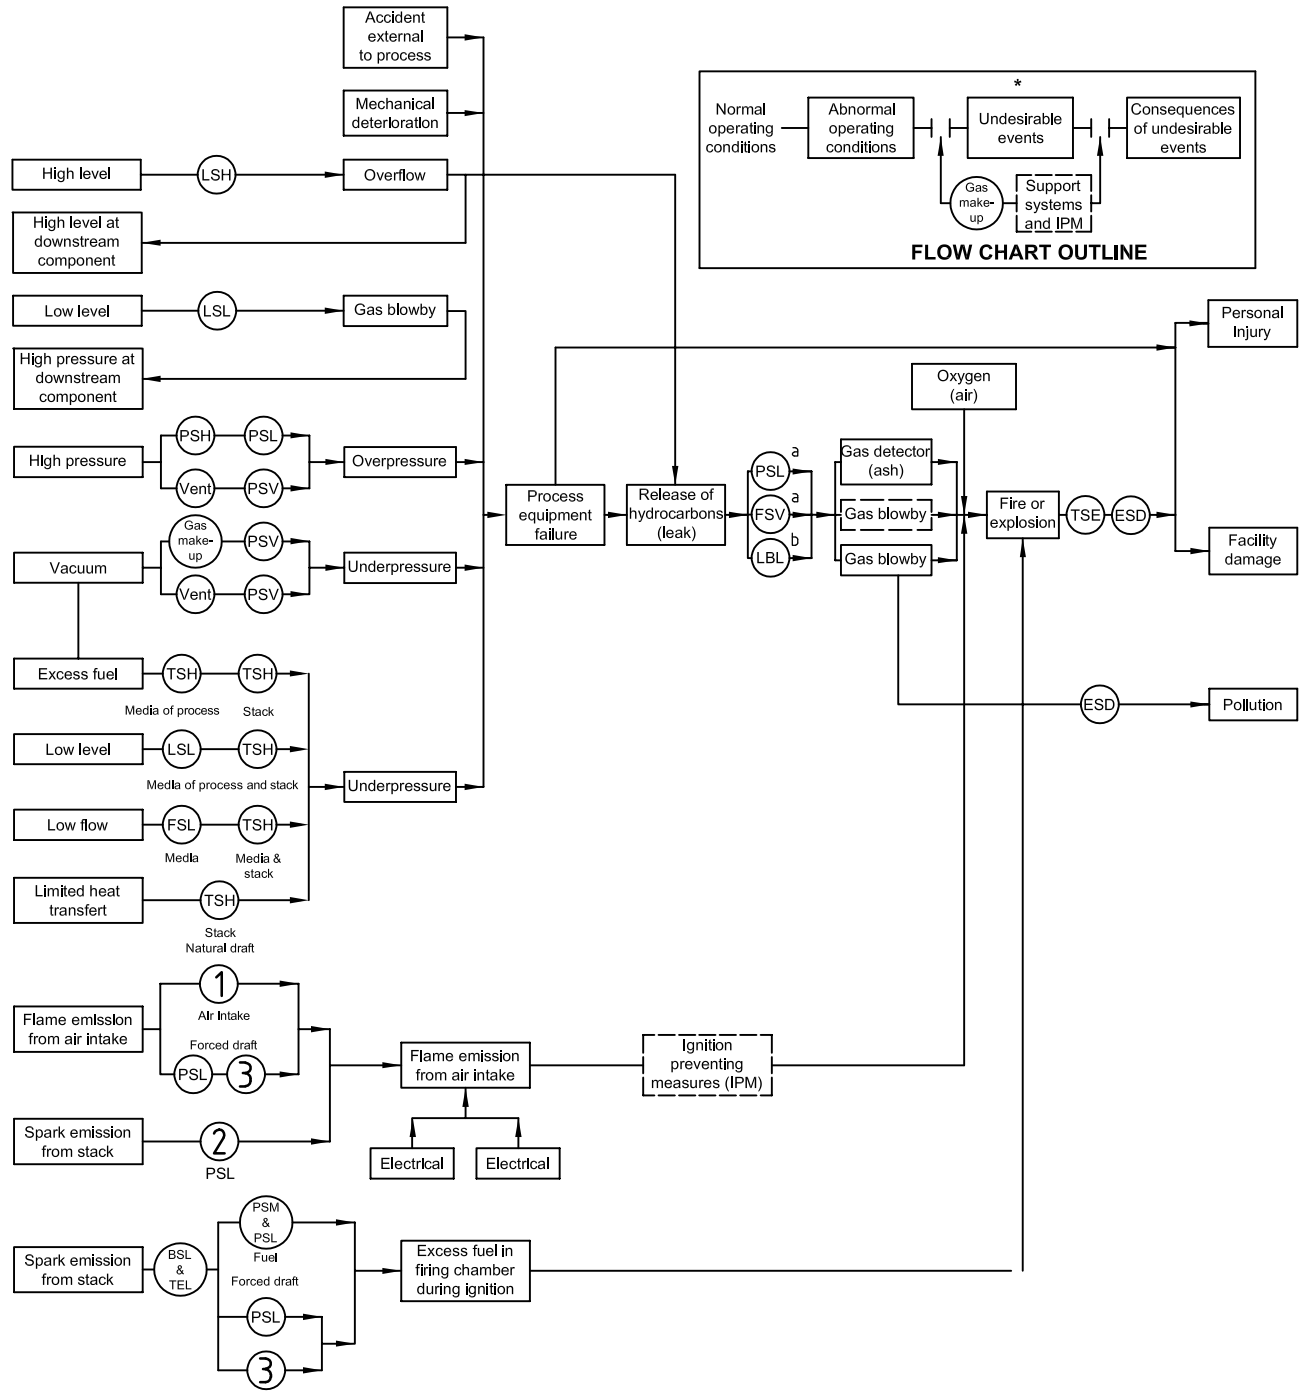 Accident
external
to process
Mechanical
deterioration
High level
LSH
Overflow
High level at
downstream
component
Low level
LSL
Gas blowby
High pressure at
downstream
component
High pressure
PSH
PSL
Vent
PSV
Overpressure
Vacuum
Gas
make-
up
PSV
Vent
PSV
Underpressure
Excess fuel
TSH
TSH
Media of process
Stack
Low level
LSL
TSH
Media of process and stack
Underpressure
Low flow
FSL
TSH
Media
Media &
stack
Limited heat
transfert
TSH
Stack
Natural draft
Flame emission
from air intake
1
Air Intake
Forced draft
PSL
3
Spark emission
from stack
2
PSL
Flame emission
from air intake
Electrical
Electrical
Ignition
preventing
measures (IPM)
Spark emission
from stack
BSL
&
TEL
PSM
&
PSL
Fuel
Forced draft
PSL
3
Excess fuel in
firing chamber
during ignition
Process
equipment
failure
Release of
hydrocarbons
(leak)
PSL
a
FSV
a
LBL
b
Gas detector
(ash)
Gas blowby
Gas blowby
Oxygen
(air)
Fire or
explosion
TSE
ESD
Personal
Injury
Facility
damage
ESD
Pollution
*
Normal
operating
conditions
Abnormal
operating
conditions
Undesirable
events
Consequences
of undesirable
events
Gas
make-
up
Support
systems
and IPM
FLOW CHART OUTLINE